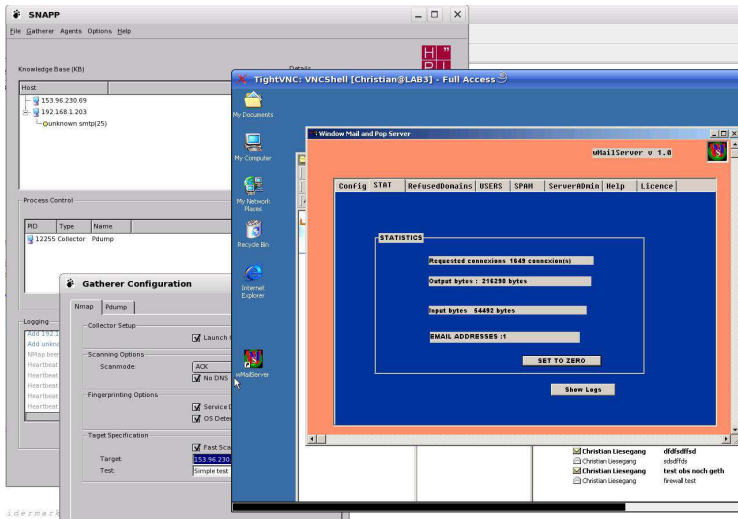 SNAPP
File Gatherer Agents Options Help
Knowledge Base (KB)
Details
Host
153.96.230.69
192.168.1.203
unknown smtp(25)
Process Control
PID Type Name
12255 Collector Pdump
Logging
Add 192.1
Add unkno
NMap bee
Heartbeat
Heartbeat
Heartbeat
Heartbeat
Heartbeat
Gatherer Configuration
Nmap Pdump
Collector Setup
Launch
Scanning Options
Scanmode: ACK
No DNS
Fingerprinting Options
Service D
OS Dete
Taget Specification
Fast Sca
Target: 153.96.230
Test: Simple test
TightVNC: VNCShell [Christian@LAB3] - Full Access
My Documents
My Computer
My Network
Places
Recycle Bin
Internet
Explorer
wMailServer
Window Mail and Pop Server
wMailServer v 1.0
Config STAT RefusedDomains USERS SPAM ServerADmin Help Licence
STATISTICS
Requested connexions 1649 connexion(s)
Output bytes : 216290 bytes
Input bytes 54492 bytes
EMAIL ADDRESSES :1
SET TO ZERO
Show Logs
Christian Liesegang dfdfsdffsd
Christian Liesegang sdsdffds
Christian Liesegang test obs noch geth
Christian Liesegang firewall test